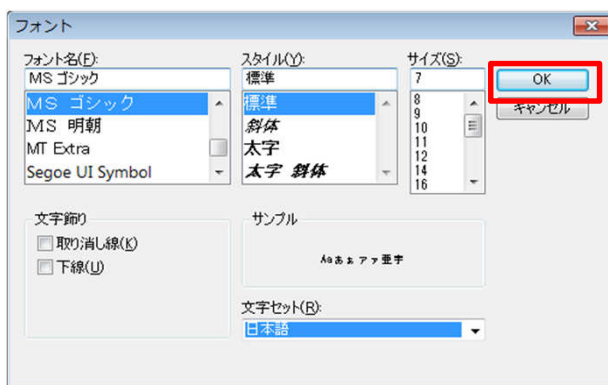 フォント
フォント名(F):
MS ゴシック
MS ゴシック
MS 明朝
MT Extra
Segoe UI Symbol
スタイル(Y):
標準
標準
斜体
太字
太字 斜体
サイズ(S):
7
8
9
10
11
12
14
16
OK
キャンセル
文字飾り
取り消し線(K)
下線(U)
サンプル
Aaあぁアァ亜宇
文字セット(R):
日本語